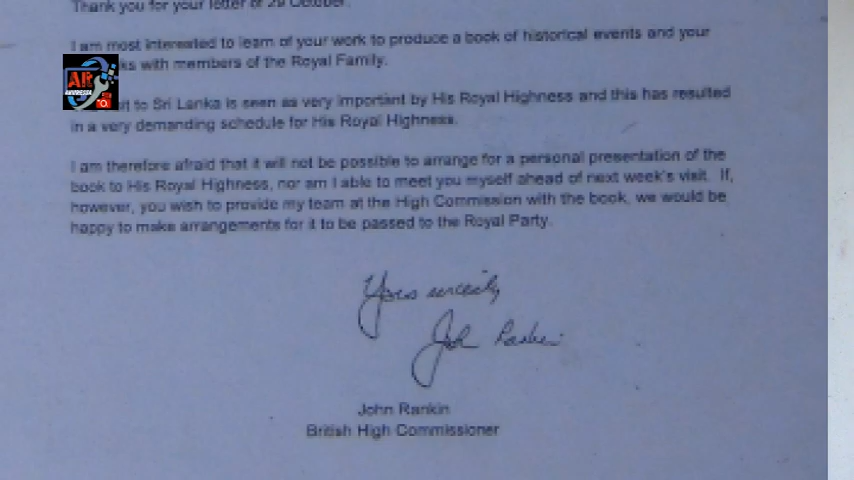 Thank you for your letter of 29 October.
I am most interested to learn of your work to produce a book of historical events and your
with members of the Royal Family.
AR
to Sri Lanka is seen as very important by His Royal Highness and this has resulted
in a very demanding schedule for His Royal Highness.
I am therefore afraid that it will not be possible to arrange for a personal presentation of the
book to His Royal Highness, nor am I able to meet you myself ahead of next week's visit. If,
however, you wish to provide my team at the High Commission with the book, we would be
happy to make arrangements for it to be passed to the Royal Party.
Yours sincerely
John Rankin
John Rankin
British High Commissioner